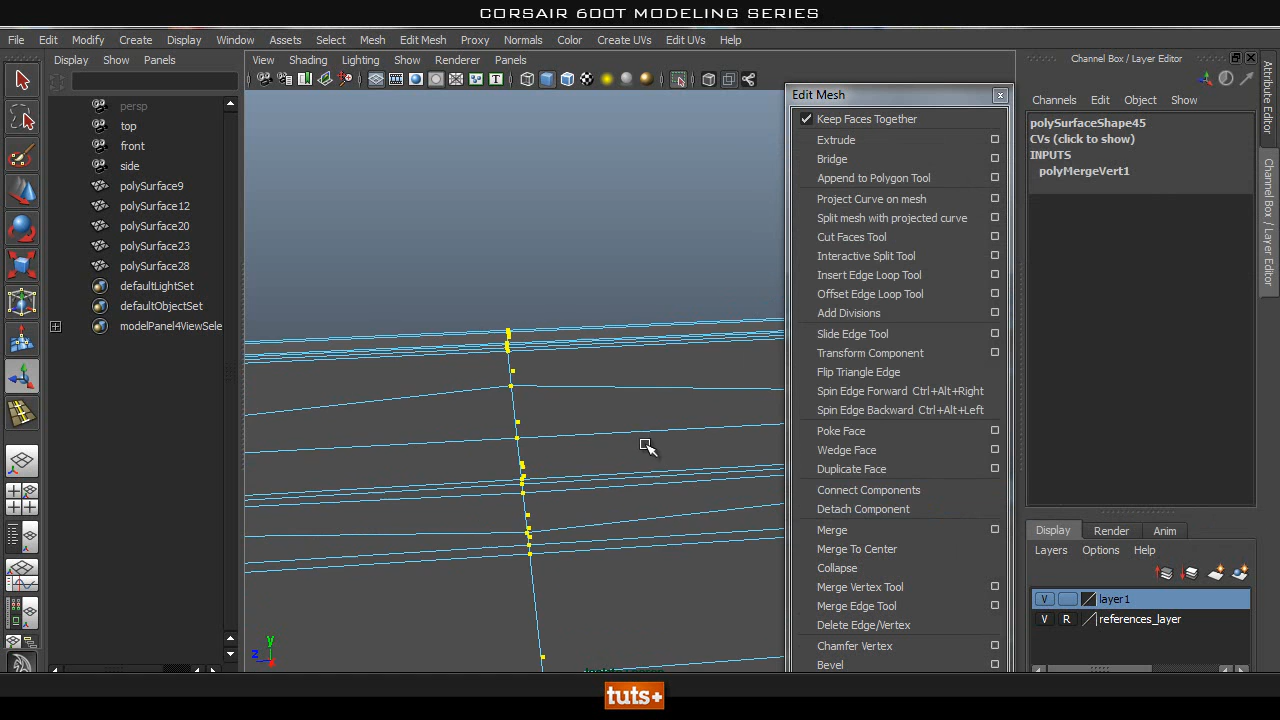 CORSAIR 600T MODELING SERIES
File Edit Modify Create Display Window Assets Select Mesh Edit Mesh Proxy Normals Color Create UVs Edit UVs Help
Display Show Panels
View Shading Lighting Show Renderer Panels
T
persp
top
front
side
polySurface9
polySurface12
polySurface20
polySurface23
polySurface28
defaultLightSet
defaultObjectSet
modelPanel4ViewSele
y
z
Edit Mesh
x
Keep Faces Together
Extrude
Bridge
Append to Polygon Tool
Project Curve on mesh
Split mesh with projected curve
Cut Faces Tool
Interactive Split Tool
Insert Edge Loop Tool
Offset Edge Loop Tool
Add Divisions
Slide Edge Tool
Transform Component
Flip Triangle Edge
Spin Edge Forward Ctrl+Alt+Right
Spin Edge Backward Ctrl+Alt+Left
Poke Face
Wedge Face
Duplicate Face
Connect Components
Detach Component
Merge
Merge To Center
Collapse
Merge Vertex Tool
Merge Edge Tool
Delete Edge/Vertex
Chamfer Vertex
Bevel
Channel Box / Layer Editor
Channels Edit Object Show
polySurfaceShape45
CVs (click to show)
INPUTS
polyMergeVert1
Display Render Anim
Layers Options Help
V layer1
V R references_layer
Attribute Editor
Channel Box / Layer Editor
tuts+